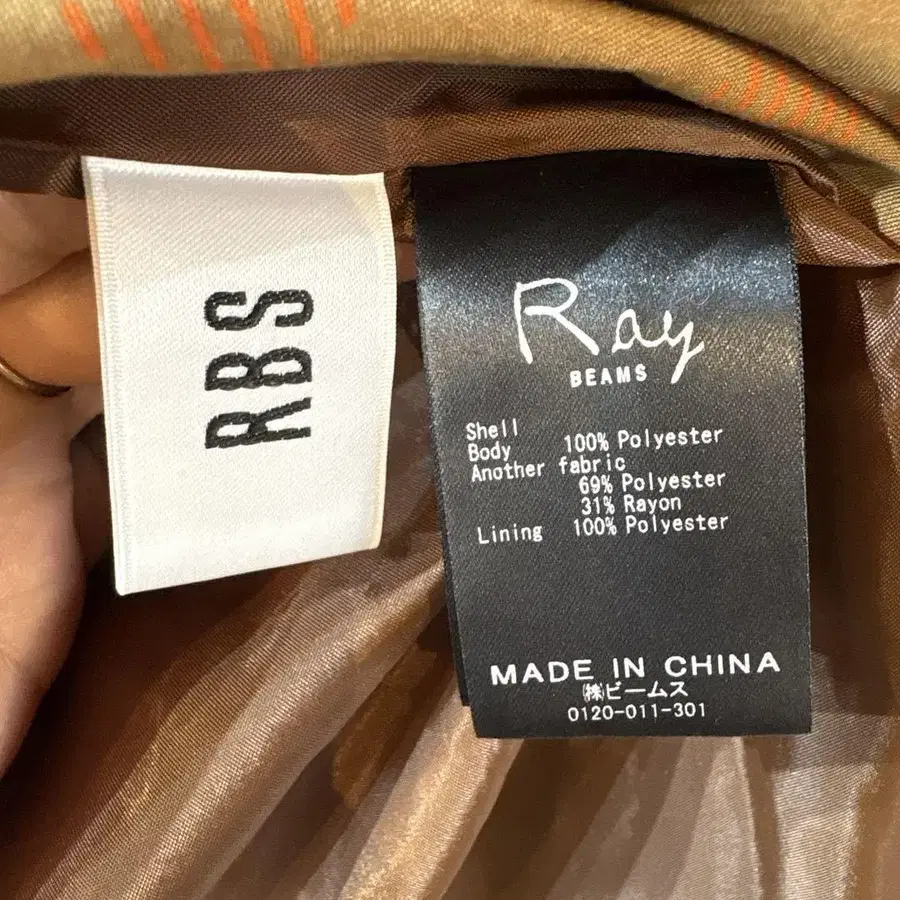 RBS
Ray
BEAMS
Shell
Body 100% Polyester
Another fabric
69% Polyester
31% Rayon
Lining 100% Polyester
MADE IN CHINA
㈱ビームス
0120-011-301